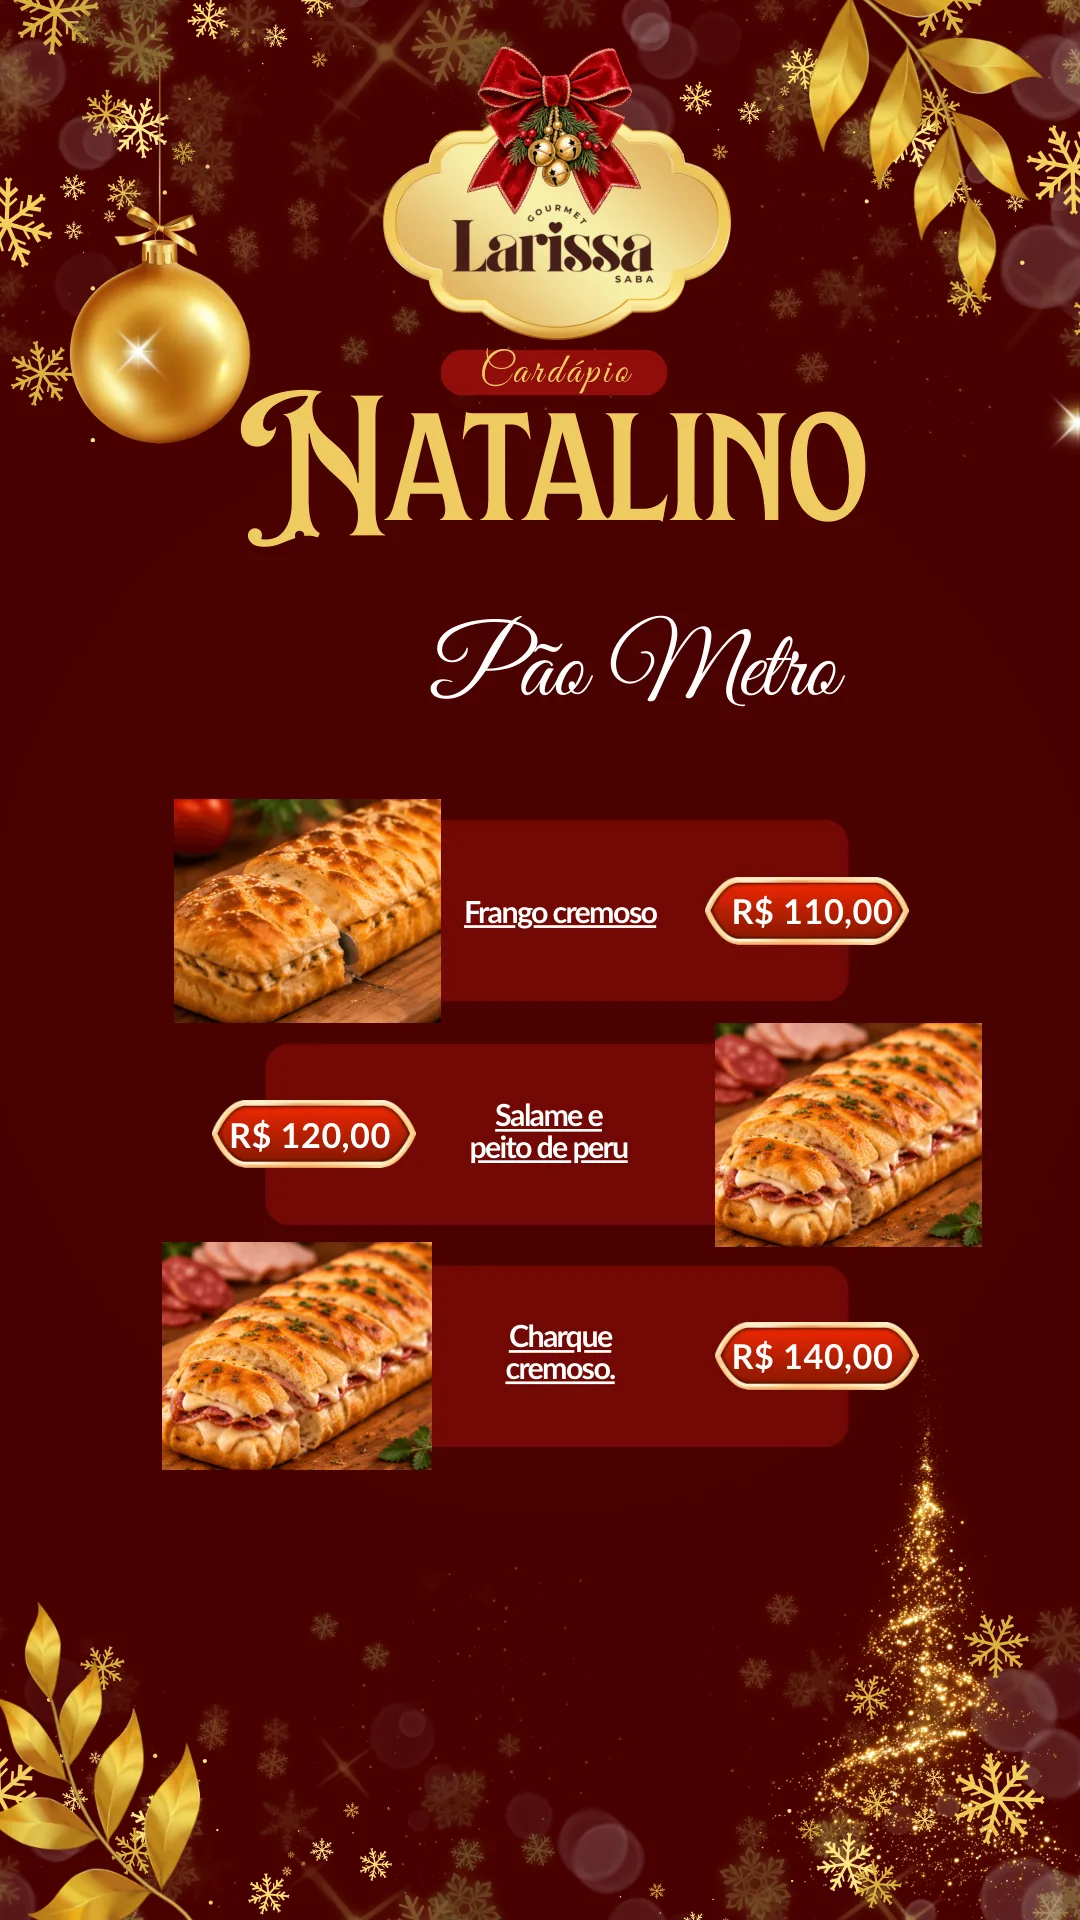 GOURMET
Larissa
SABA
Cardápio
NATALINO
Pão Metro
Frango cremoso
R$ 110,00
R$ 120,00
Salame e
peito de peru
Charque
cremoso.
R$ 140,00